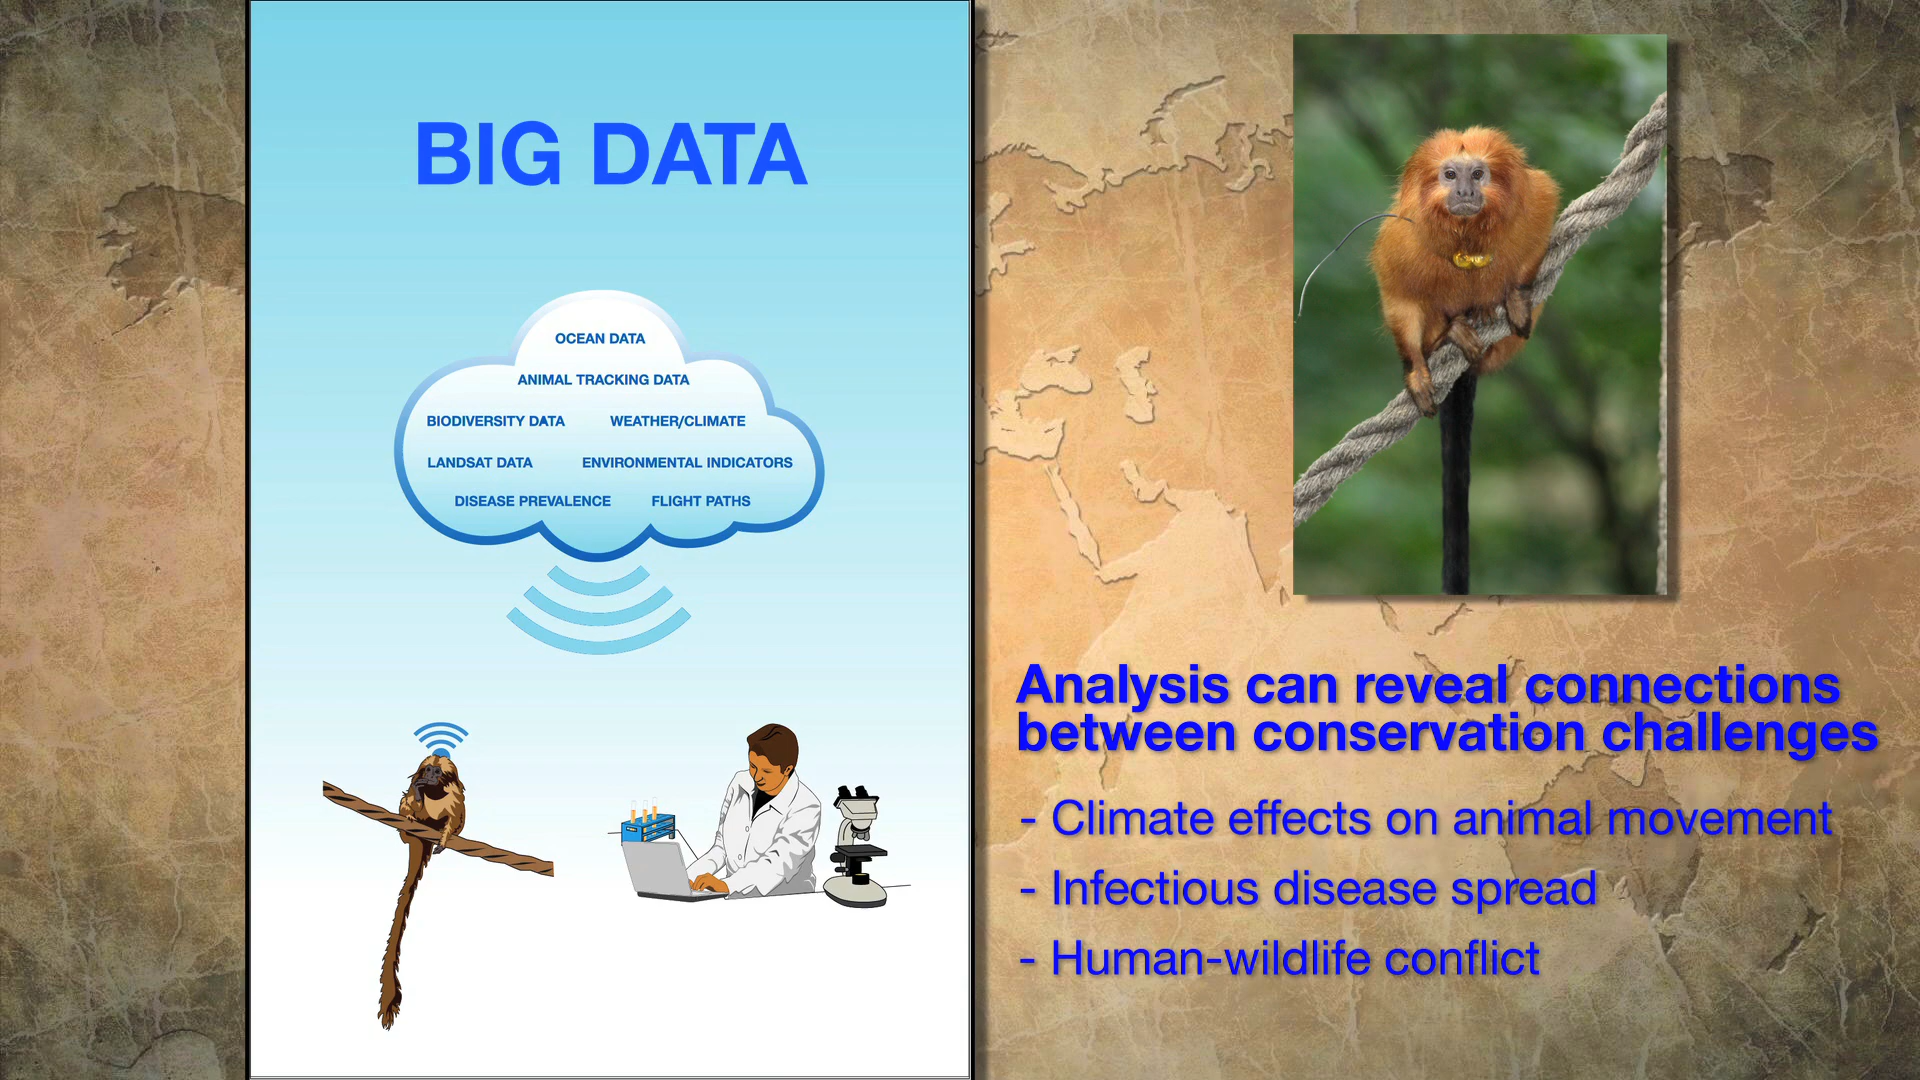 BIG DATA
OCEAN DATA
ANIMAL TRACKING DATA
BIODIVERSITY DATA WEATHER/CLIMATE
LANDSAT DATA ENVIRONMENTAL INDICATORS
DISEASE PREVALENCE FLIGHT PATHS
Analysis can reveal connections
between conservation challenges
- Climate effects on animal movement
- Infectious disease spread
- Human-wildlife conflict